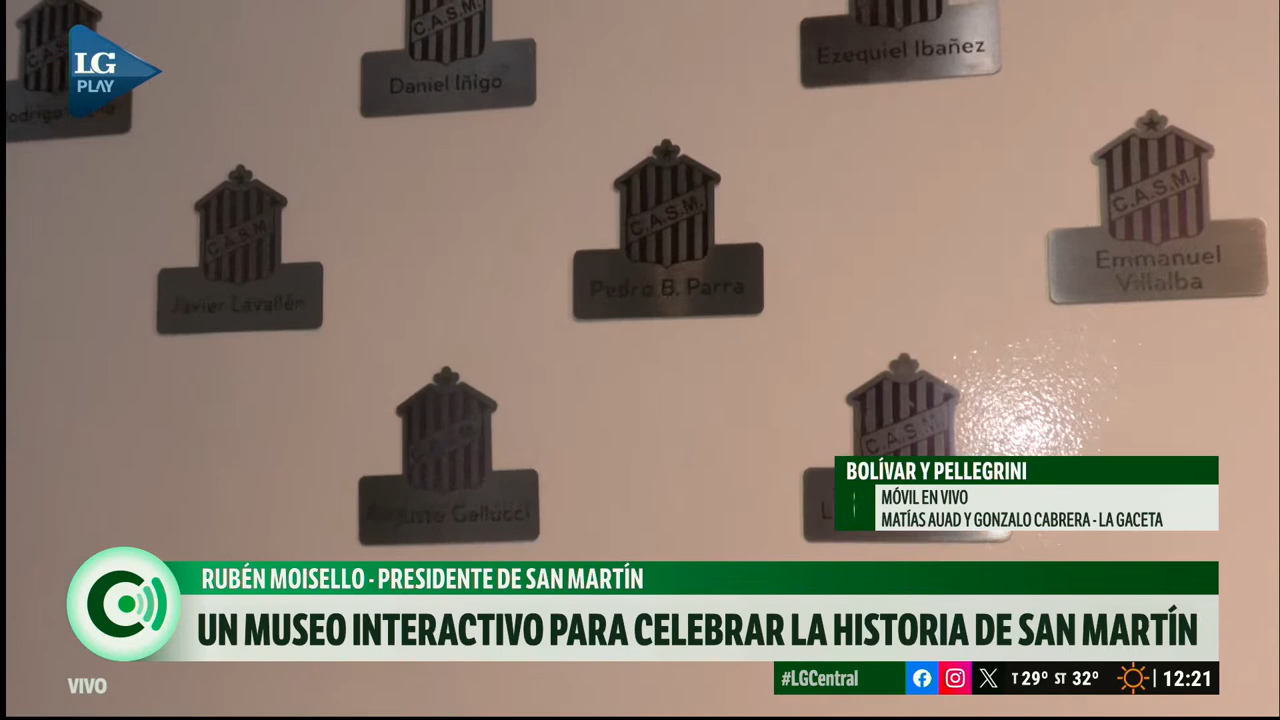 C.A.S.M.
Daniel Iñigo
Ezequiel Ibañez
LG
PLAY
C.A.S.M.
Javier Lavallén
C.A.S.M.
Pedro B. Parra
C.A.S.M.
Emmanuel
Villalba
C.A.S.M.
Augusto Gallucci
C.A.S.M.
BOLÍVAR Y PELLEGRINI
MÓVIL EN VIVO
MATÍAS AUAD Y GONZALO CABRERA - LA GACETA
RUBÉN MOISELLO - PRESIDENTE DE SAN MARTÍN
UN MUSEO INTERACTIVO PARA CELEBRAR LA HISTORIA DE SAN MARTÍN
VIVO
#LGCentral
T 29º ST 32º
12:21